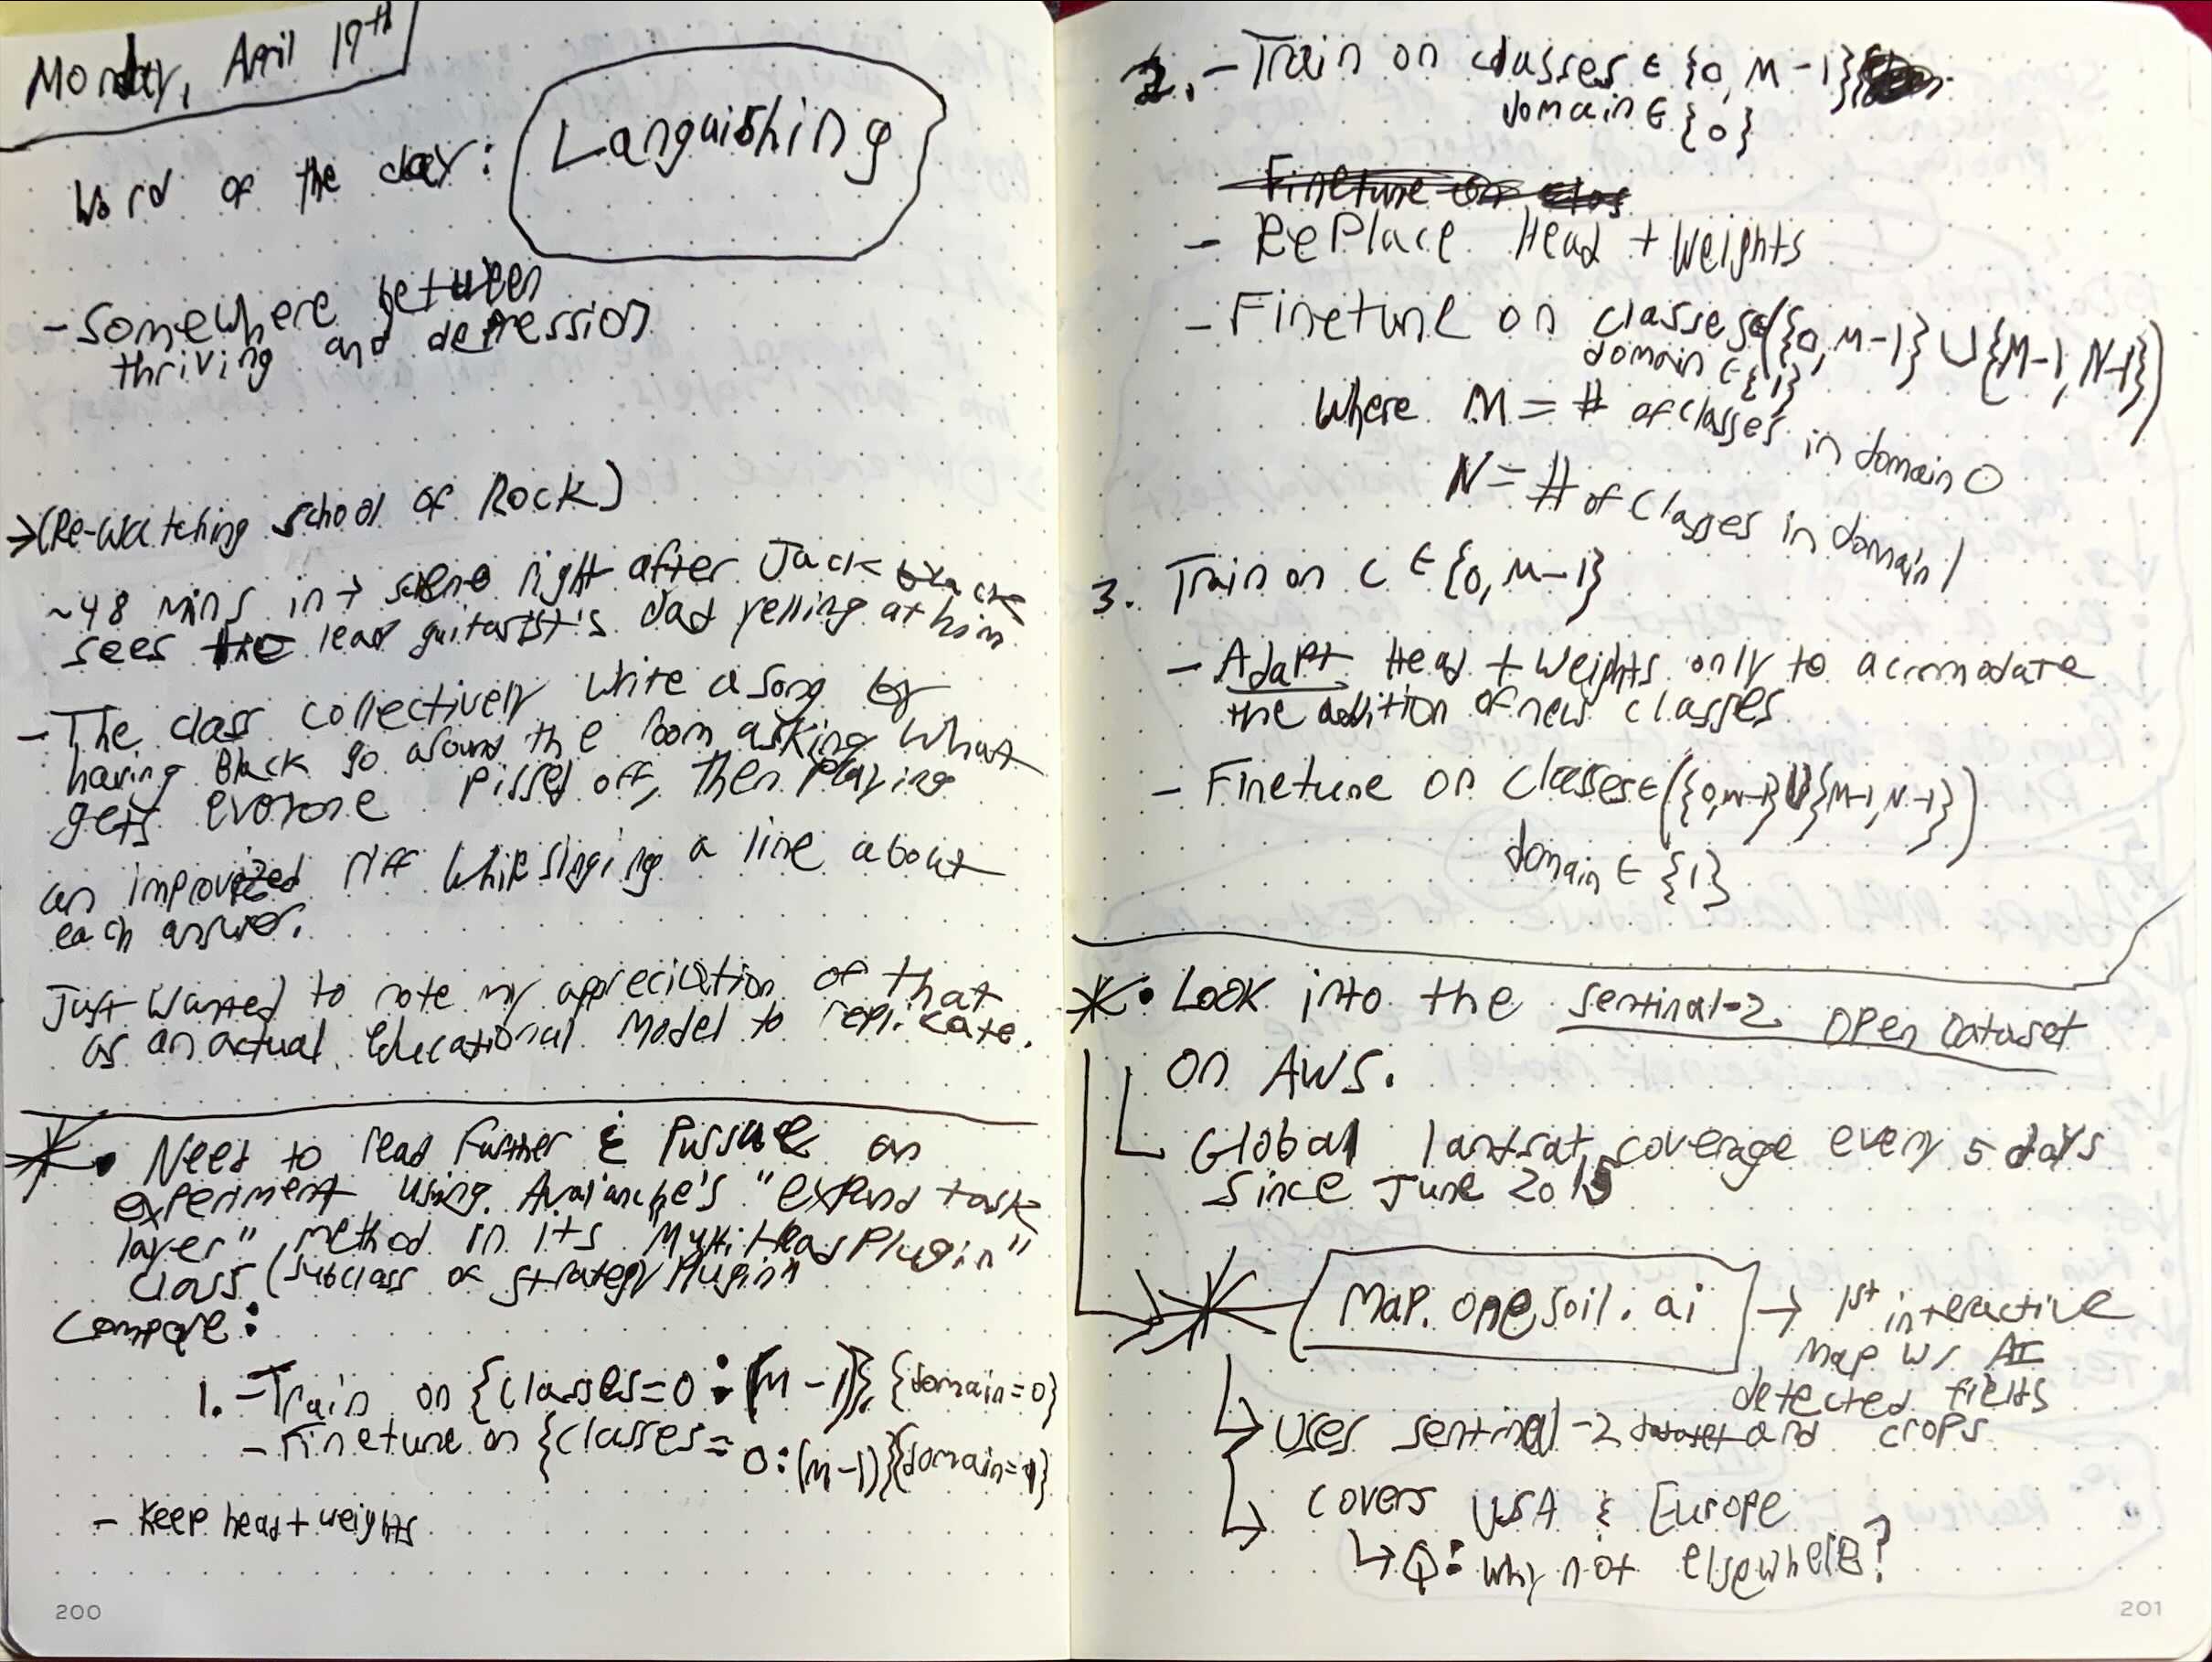 Monday, April 19th
Word of the day: Languishing
- Somewhere between
thriving and depression
→ (Re-watching school of Rock)
~48 mins in → scene right after Jack Black
sees the lead guitarist's dad yelling at him
- The class collectively write a song by
having Black go around the room asking what
gets everyone pissed off, then playing
an improvized riff while singing a line about
each answer.
Just wanted to note my appreciation of that
as an actual educational model to replicate.
* • Need to read further & Pursue an
experiment using Avalanche's "expand task
layer" method in its "MultiHeadPlugin"
class (subclass of strategy Plugin)
Compare:
1. - Train on {classes=0:(M-1)}, {domain=0}
- Finetune on {classes=0:(M-1)}{domain=1}
- Keep head + weights
200
2. - Train on classes ∈ {0, M-1}
domain ∈ {0}
Finetune on clas
- Replace Head + Weights
- Finetune on classes ∈ ({0, M-1} ∪ {M-1, N-1})
domain ∈ {1}
Where M = # of classes in domain 0
N = # of classes in domain 1
3. Train on C ∈ {0, M-1}
- Adapt Head + Weights only to accmodate
the addition of new classes
- Finetune on classes ∈ ({0, M-1} ∪ {M-1, N-1})
domain ∈ {1}
* • Look into the sentinal-2 open Dataset
on AWS.
Global landsat coverage every 5 days
since June 2015
* Map.onesoil.ai → 1st interactive
Map w/ AI
detected fields
and crops
↳ Uses sentinal-2 dataset
↳ Covers USA & Europe
↳ Q: why not elsewhere?
201